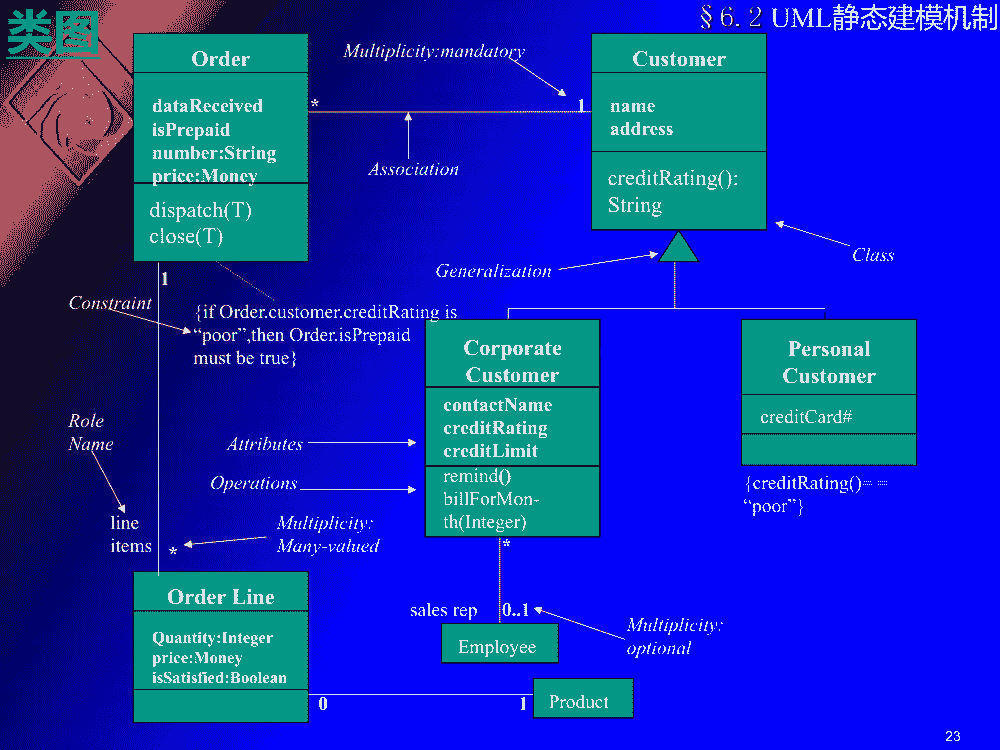 类图
§6.2 UML静态建模机制
Order
dataReceived
isPrepaid
number:String
price:Money
dispatch(T)
close(T)
Multiplicity:mandatory
*
1
Association
Customer
name
address
creditRating():
String
Class
Generalization
1
Constraint
{if Order.customer.creditRating is
“poor”,then Order.isPrepaid
must be true}
Corporate
Customer
contactName
creditRating
creditLimit
remind()
billForMon-
th(Integer)
Personal
Customer
creditCard#
{creditRating()= =
“poor”}
Role
Name
Attributes
Operations
line
items
*
Multiplicity:
Many-valued
*
sales rep
0..1
Multiplicity:
optional
Employee
Order Line
Quantity:Integer
price:Money
isSatisfied:Boolean
0
1
Product
23